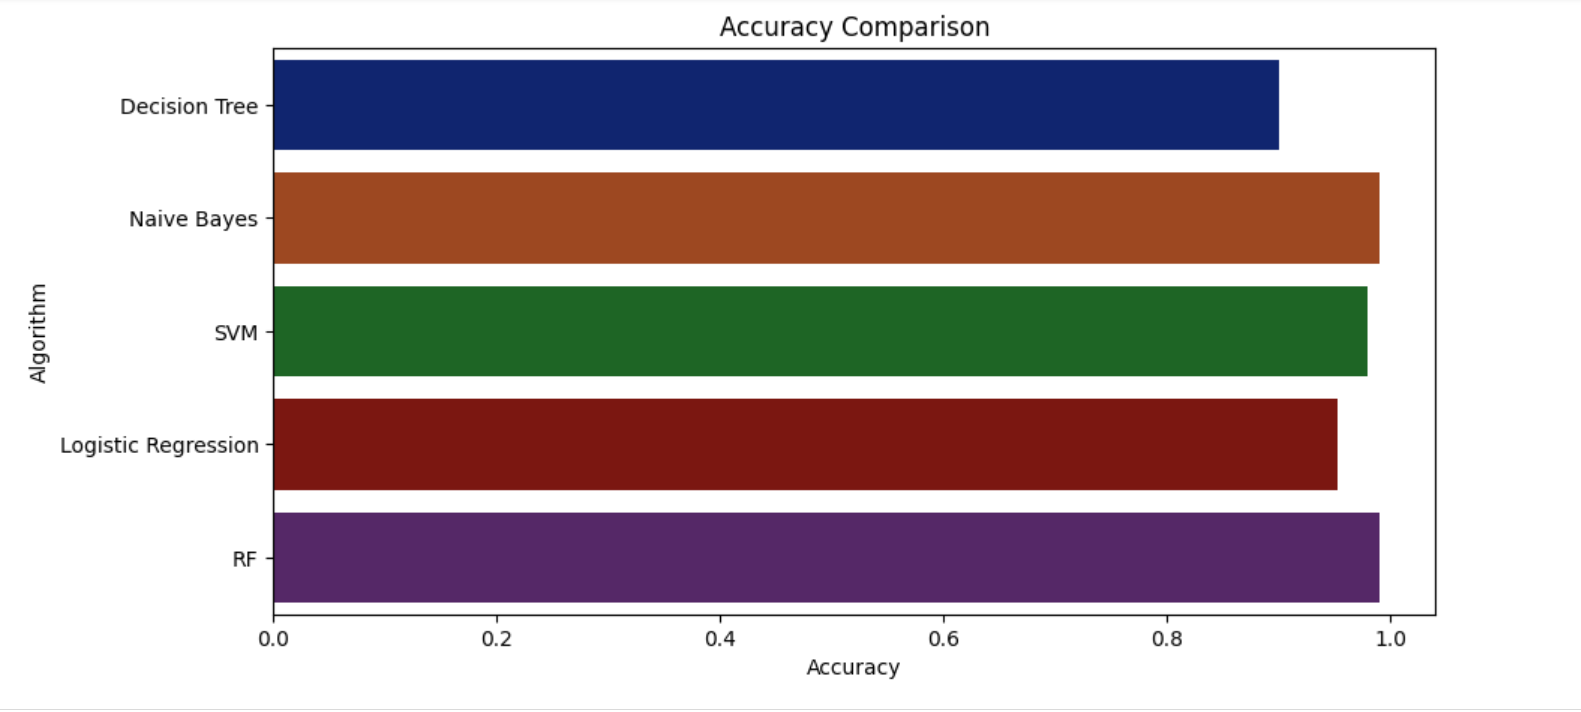 Accuracy Comparison
Decision Tree
Naive Bayes
SVM
Logistic Regression
RF
Algorithm
0.0 0.2 0.4 0.6 0.8 1.0
Accuracy